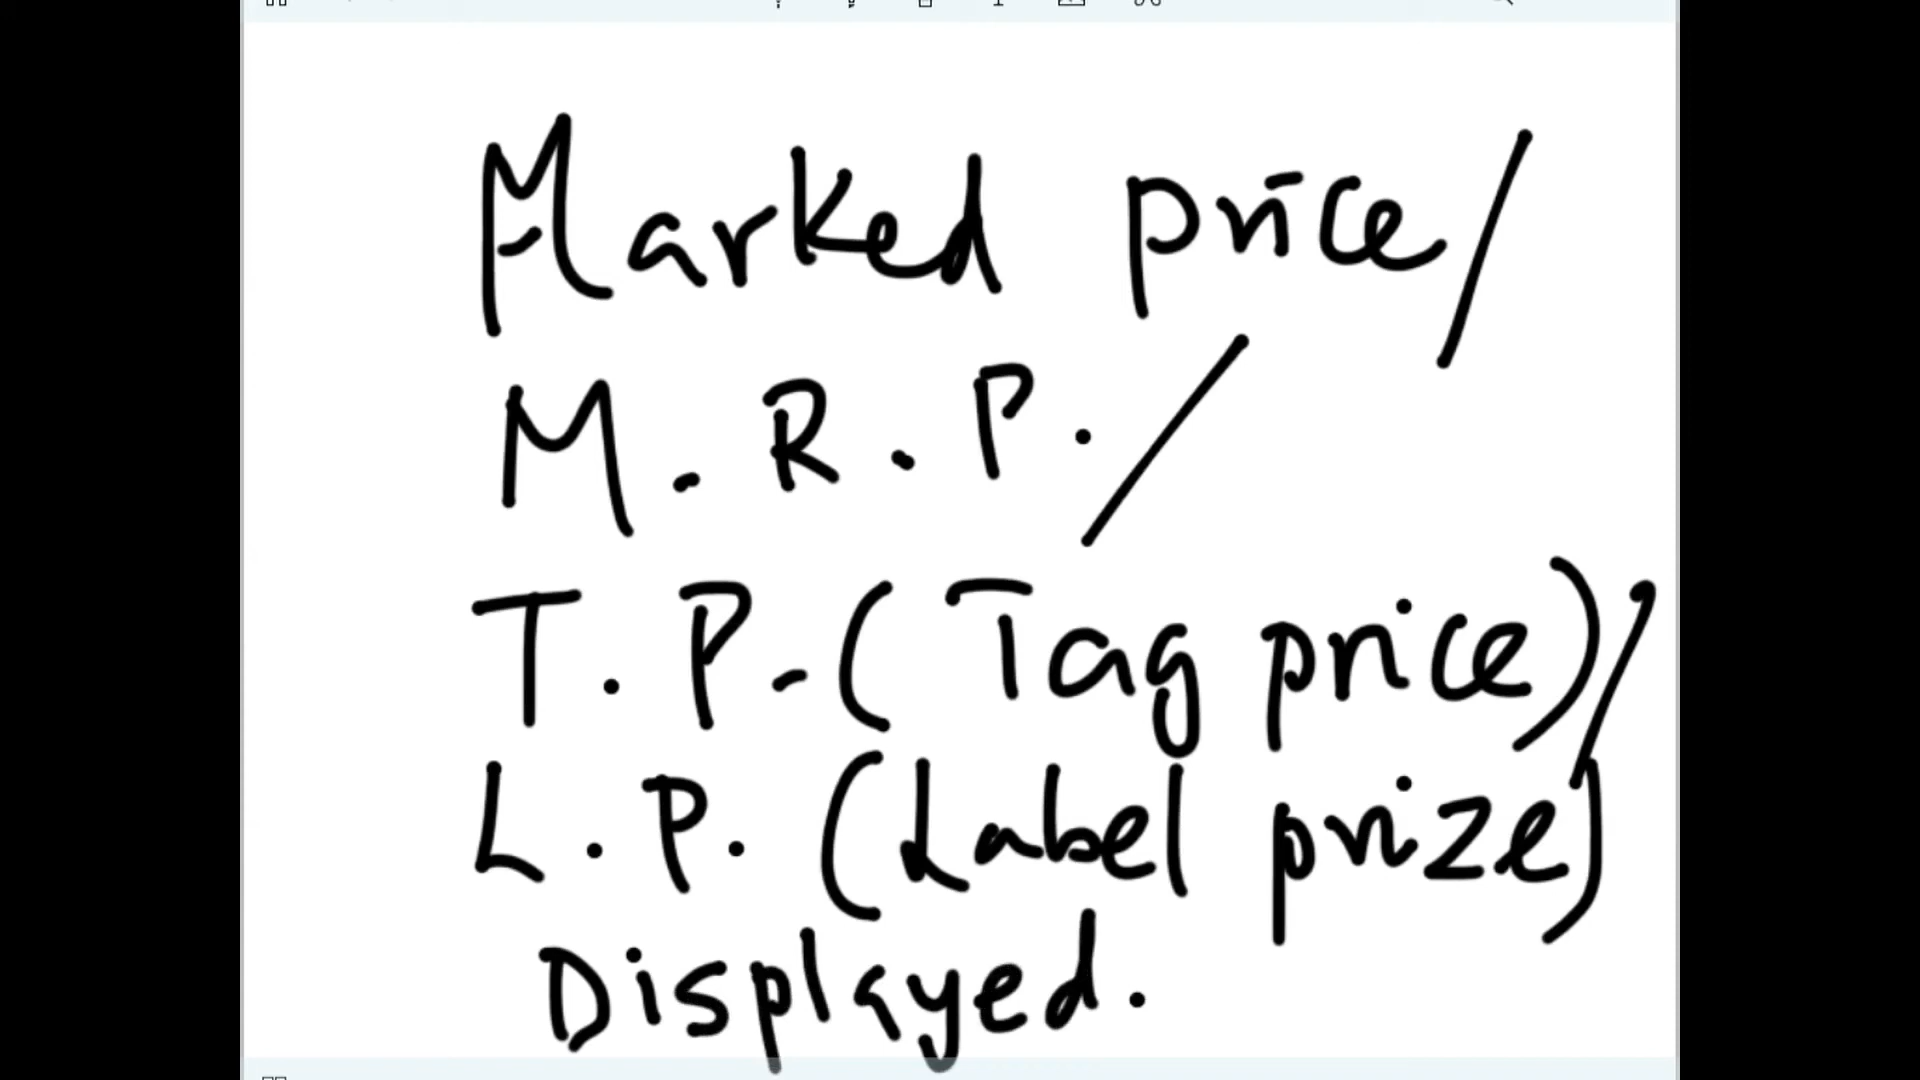 Marked price/
M.R.P./
T.P.(Tag price)/
L.P.(Label prize)
Displayed.